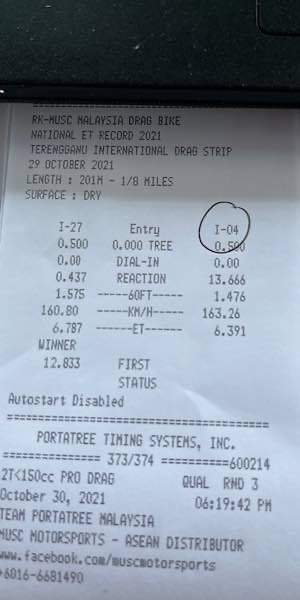 RK-MUSC MALAYSIA DRAG BIKE
NATIONAL ET RECORD 2021
TERENGGANU INTERNATIONAL DRAG STRIP
29 OCTOBER 2021
LENGTH : 201M - 1/8 MILES
SURFACE : DRY
I-27 Entry I-04
0.500 0.000 TREE 0.500
0.00 DIAL-IN 0.00
0.437 REACTION 13.666
1.575 -----60FT------ 1.476
160.80 -----KM/H------ 163.26
6.787 ------ET------- 6.391
WINNER
12.833 FIRST
STATUS
Autostart Disabled
=====================================
PORTATREE TIMING SYSTEMS, INC.
============== 373/374 ==========600214
2T<150cc PRO DRAG QUAL RND 3
October 30, 2021 06:19:42 PM
TEAM PORTATREE MALAYSIA
MUSC MOTORSPORTS - ASEAN DISTRIBUTOR
www.facebook.com/muscmotorsports
+6016-6681490